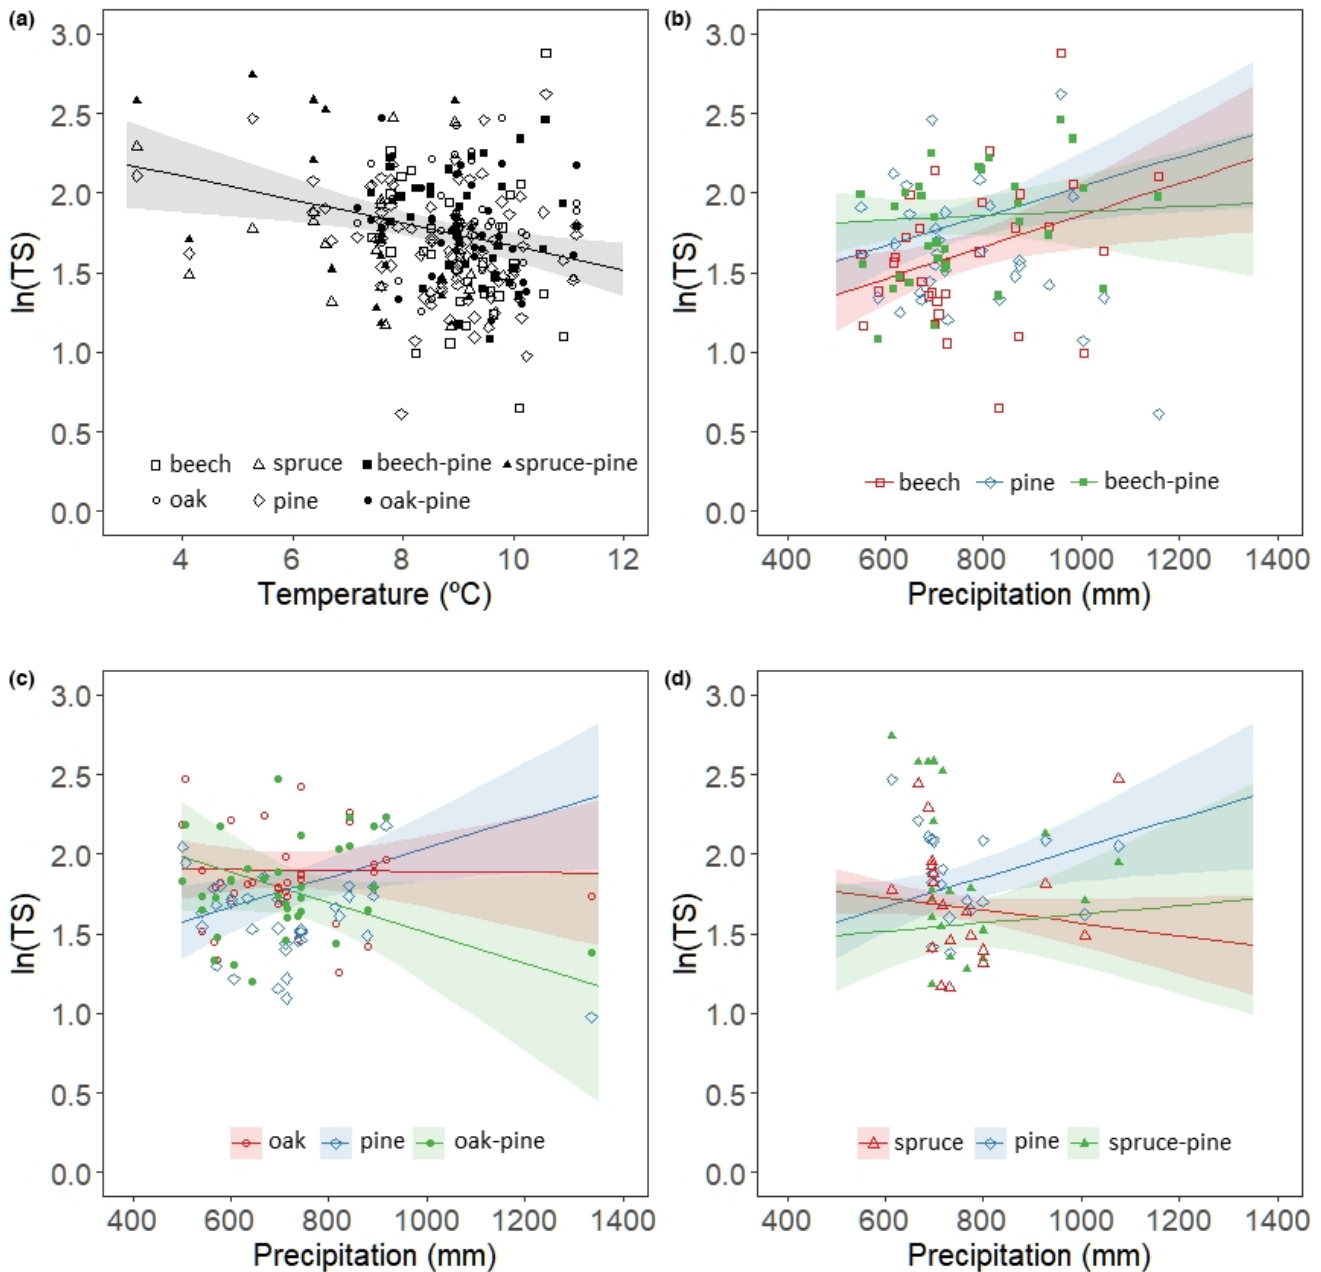 (a)
3.0
2.5
2.0
1.5
1.0
0.5
0.0
ln(TS)
beech spruce beech-pine spruce-pine
oak pine oak-pine
4 6 8 10 12
Temperature (ºC)
(b)
3.0
2.5
2.0
1.5
1.0
0.5
0.0
ln(TS)
beech pine beech-pine
400 600 800 1000 1200 1400
Precipitation (mm)
(c)
3.0
2.5
2.0
1.5
1.0
0.5
0.0
ln(TS)
oak pine oak-pine
400 600 800 1000 1200 1400
Precipitation (mm)
(d)
3.0
2.5
2.0
1.5
1.0
0.5
0.0
ln(TS)
spruce pine spruce-pine
400 600 800 1000 1200 1400
Precipitation (mm)